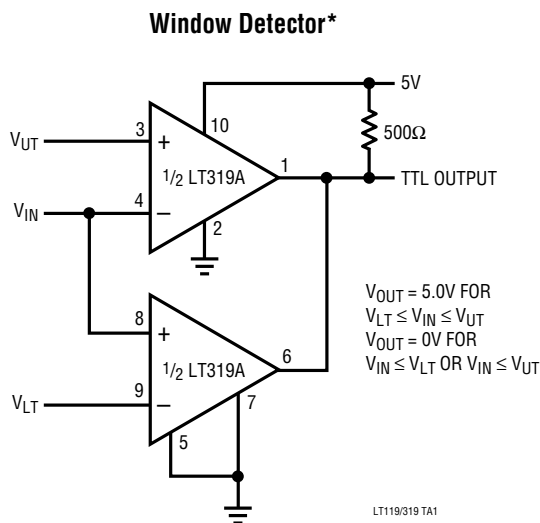 Window Detector*
5V
500Ω
10
VUT
3
+
1/2 LT319A
1
TTL OUTPUT
VIN
4
−
2
8
+
1/2 LT319A
6
VLT
9
−
7
5
VOUT = 5.0V FOR
VLT ≤ VIN ≤ VUT
VOUT = 0V FOR
VIN ≤ VLT OR VIN ≤ VUT
LT119/319 TA1